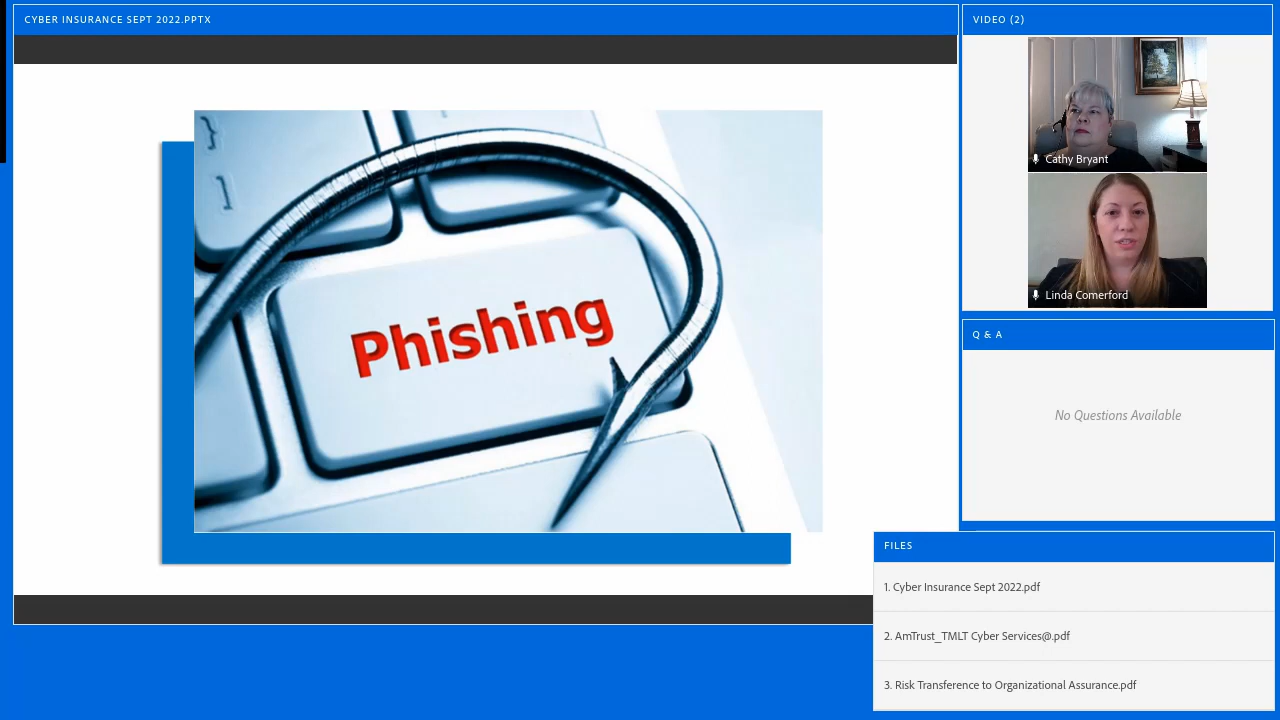 CYBER INSURANCE SEPT 2022.PPTX
}
]
Phishing
VIDEO (2)
Cathy Bryant
Linda Comerford
Q & A
No Questions Available
FILES
1. Cyber Insurance Sept 2022.pdf
2. AmTrust_TMLT Cyber Services@.pdf
3. Risk Transference to Organizational Assurance.pdf